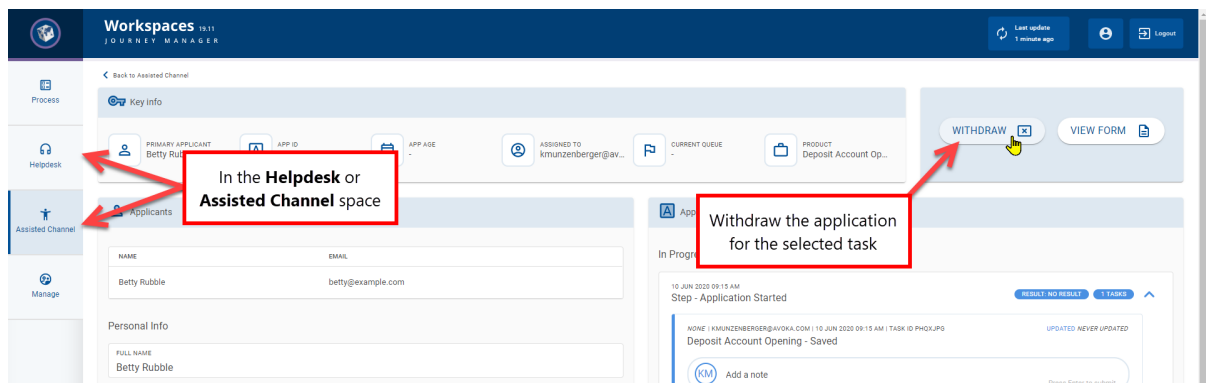 Workspaces 19.11
JOURNEY MANAGER
Last update
1 minute ago
Logout
Process
Helpdesk
Assisted Channel
Manage
Back to Assisted Channel
Key info
PRIMARY APPLICANT
Betty Rub
APP ID
APP AGE
-
ASSIGNED TO
kmunzenberger@av...
CURRENT QUEUE
-
PRODUCT
Deposit Account Op...
WITHDRAW
VIEW FORM
In the Helpdesk or
Assisted Channel space
Withdraw the application
for the selected task
Applicants
NAME
EMAIL
Betty Rubble
betty@example.com
Personal Info
FULL NAME
Betty Rubble
A App
In Progre
10 JUN 2020 09:15 AM
Step - Application Started
RESULT: NO RESULT
1 TASKS
NONE | KMUNZENBERGER@AVOKA.COM | 10 JUN 2020 09:15 AM | TASK ID PHQXJPG
UPDATED NEVER UPDATED
Deposit Account Opening - Saved
KM Add a note